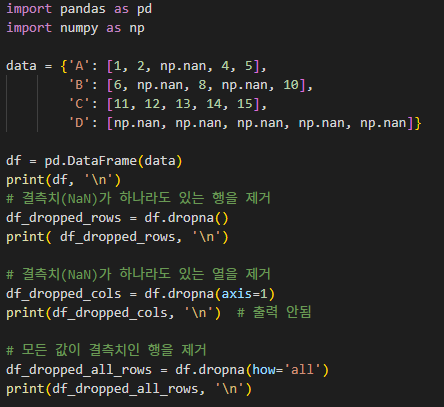 import pandas as pd
import numpy as np
data = {'A': [1, 2, np.nan, 4, 5],
'B': [6, np.nan, 8, np.nan, 10],
'C': [11, 12, 13, 14, 15],
'D': [np.nan, np.nan, np.nan, np.nan, np.nan]}
df = pd.DataFrame(data)
print(df, '\n')
# 결측치(NaN)가 하나라도 있는 행을 제거
df_dropped_rows = df.dropna()
print( df_dropped_rows, '\n')
# 결측치(NaN)가 하나라도 있는 열을 제거
df_dropped_cols = df.dropna(axis=1)
print(df_dropped_cols, '\n')  # 출력 안됨
# 모든 값이 결측치인 행을 제거
df_dropped_all_rows = df.dropna(how='all')
print(df_dropped_all_rows, '\n')